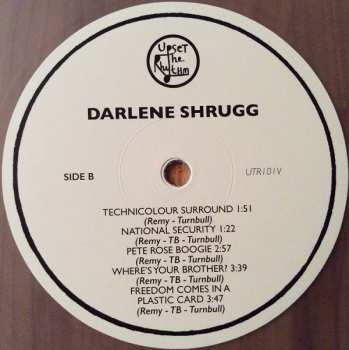 UPSET
The
RhyThm
DARLENE SHRUGG
SIDE B
UTR101V
TECHNICOLOUR SURROUND 1:51
(Remy - Turnbull)
NATIONAL SECURITY 1:22
(Remy - TB - Turnbull)
PETE ROSE BOOGIE 2:57
(Remy - TB - Turnbull)
WHERE'S YOUR BROTHER? 3:39
(Remy - TB - Turnbull)
FREEDOM COMES IN A
PLASTIC CARD 3:47
(Remy - TB - Turnbull)